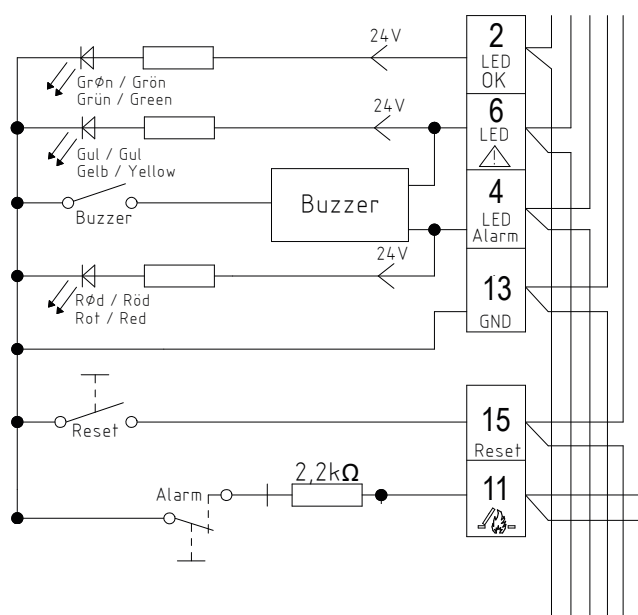 24V
2
LED
OK
Grøn / Grön
Grün / Green
24V
6
LED
Gul / Gul
Gelb / Yellow
Buzzer
Buzzer
4
LED
Alarm
24V
Rød / Röd
Rot / Red
13
GND
Reset
15
Reset
2,2kΩ
Alarm
11